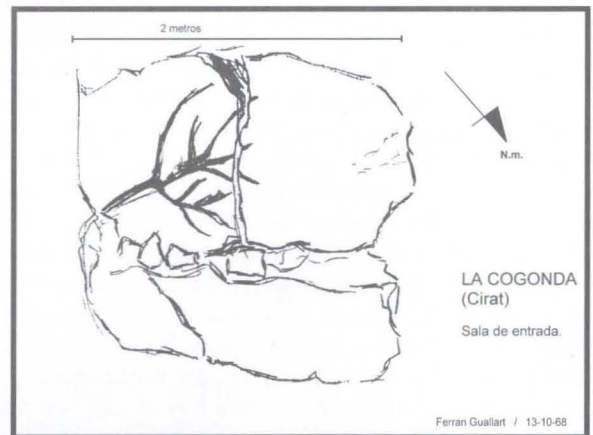 2 metros
N.m.
LA COGONDA
(Cirat)
Sala de entrada.
Ferran Guallart / 13-10-68